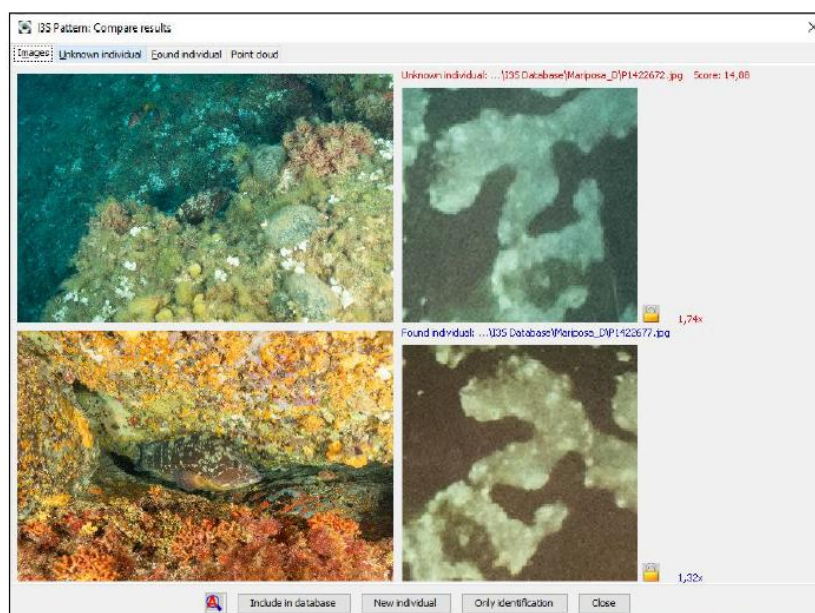 I3S Pattern: Compare results
Images Unknown individual Found individual Point cloud
Unknown individual: ...\I3S Database\Mariposa_D\P1422672.jpg Score: 14,08
1,74x
Found individual: ...\I3S Database\Mariposa_D\P1422677.jpg
1,32x
Include in database New individual Only identification Close